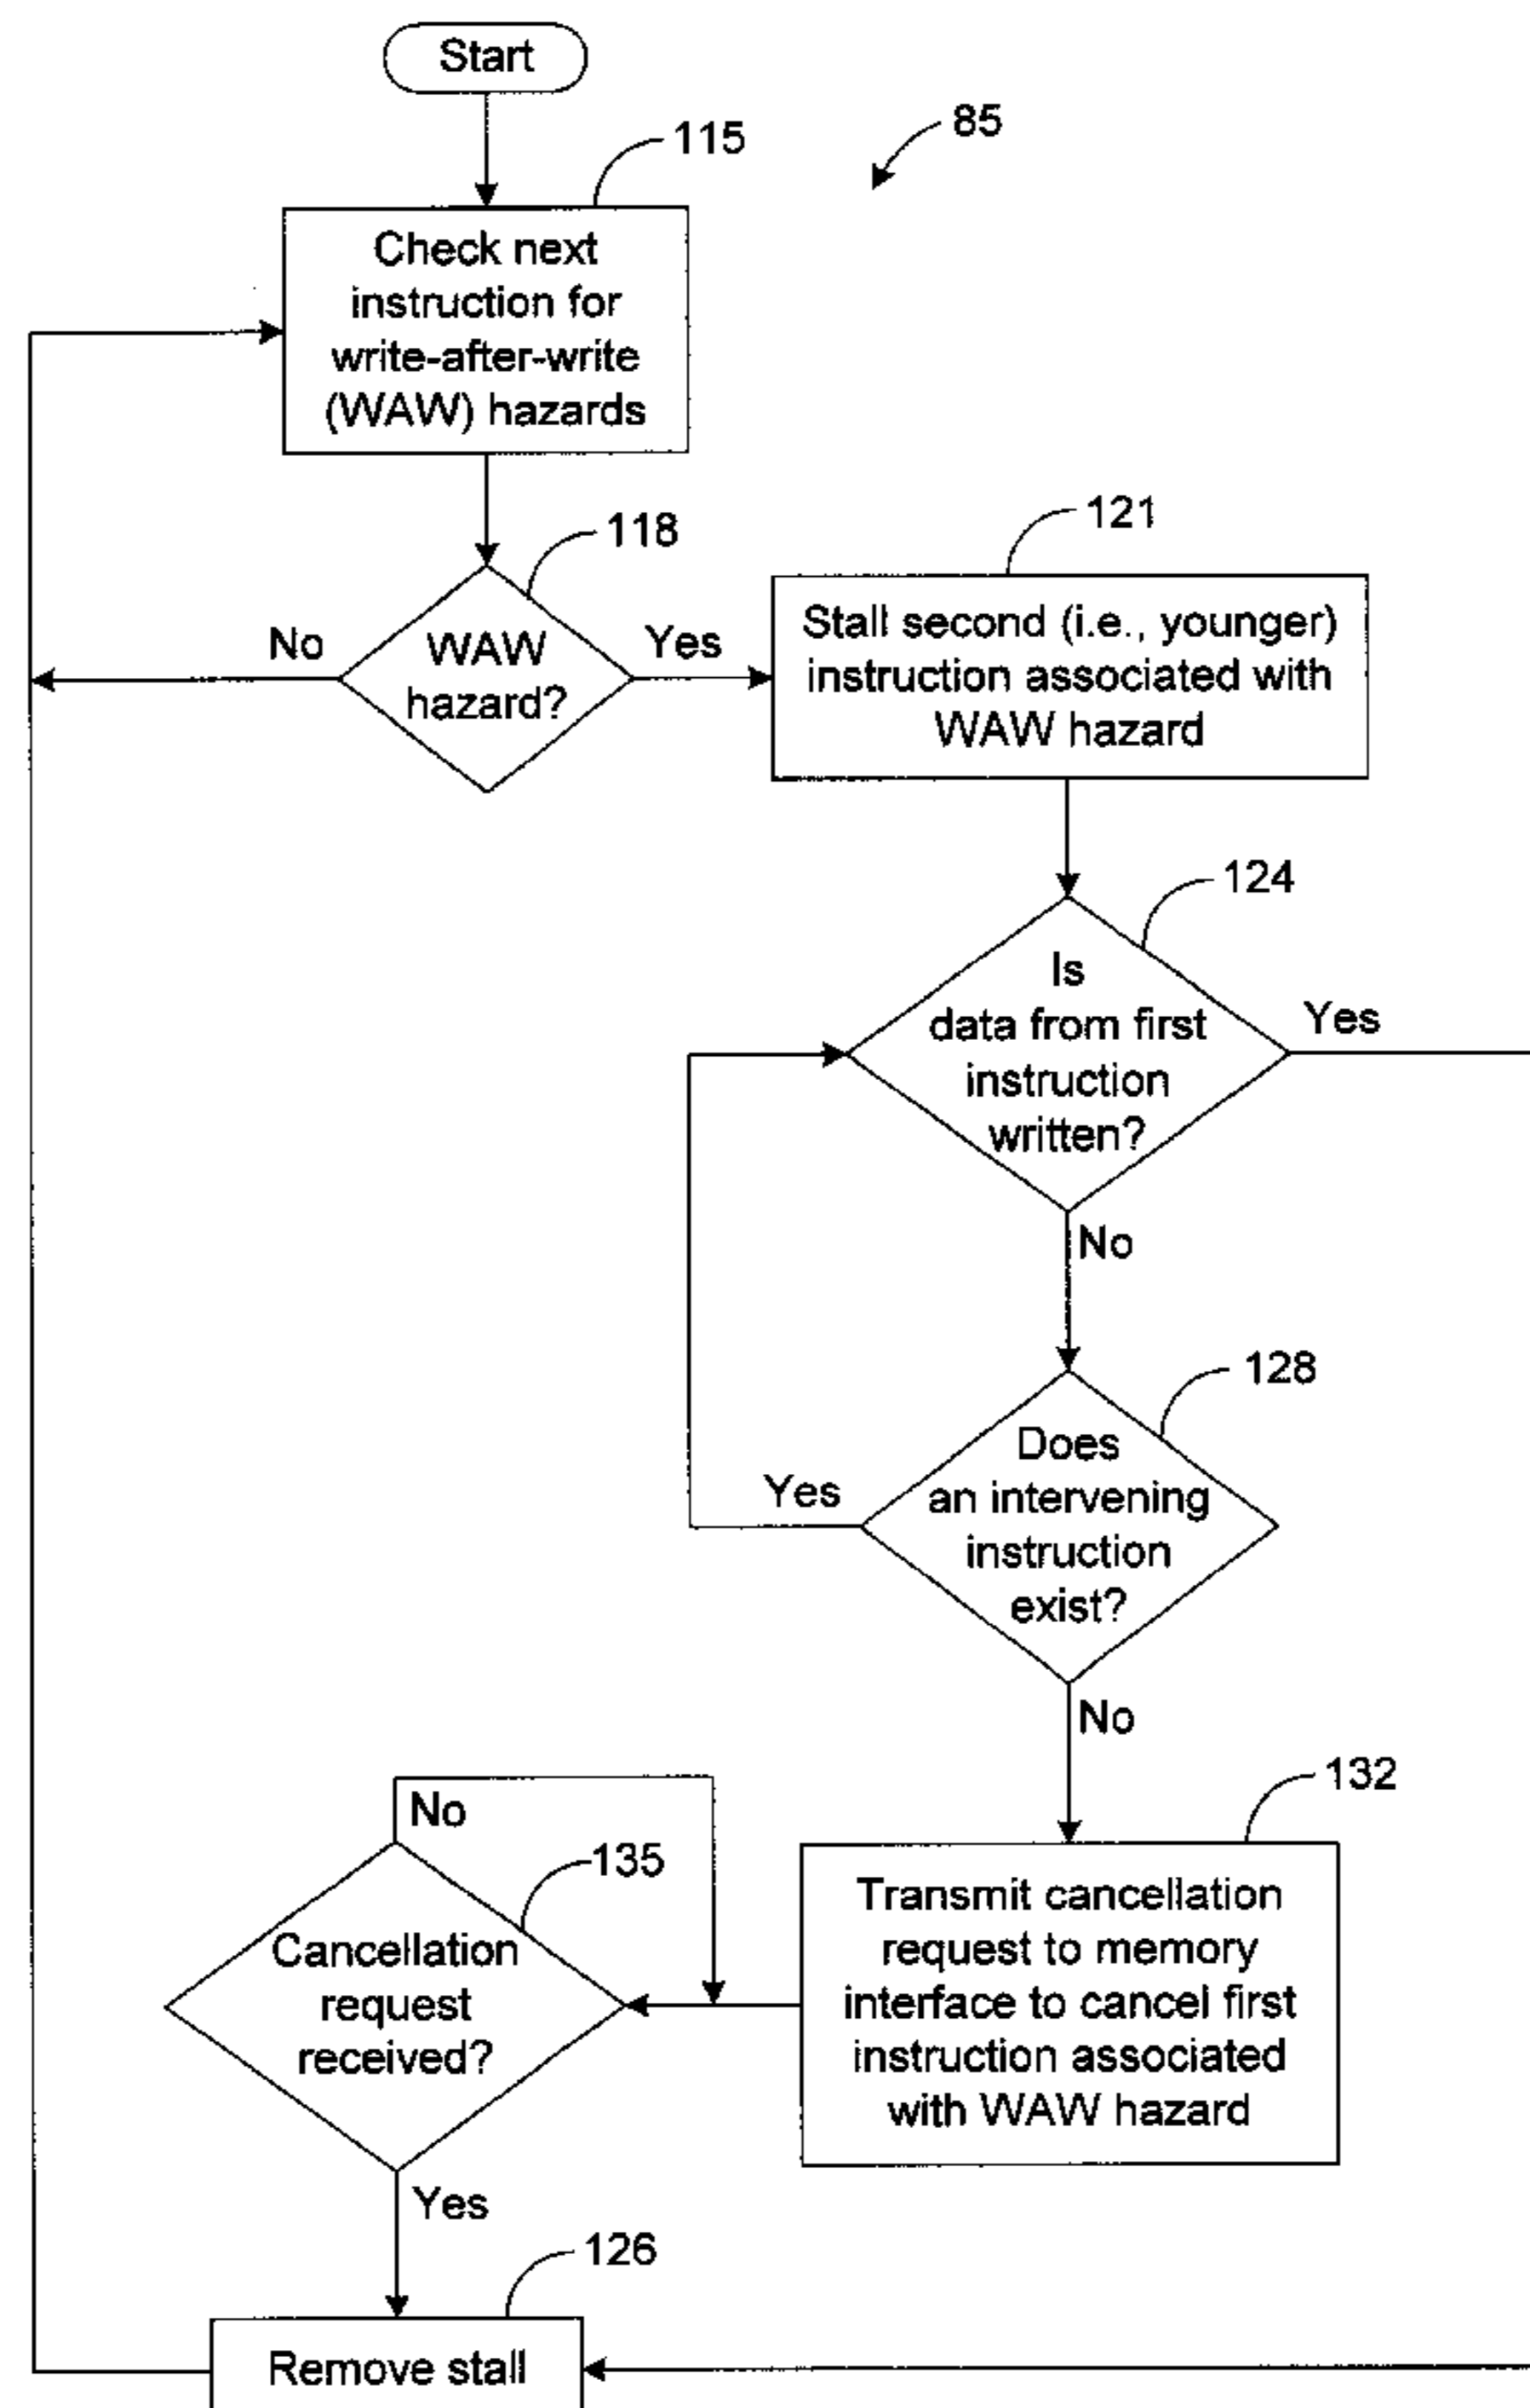 Start
85
115
Check next
instruction for
write-after-write
(WAW) hazards
118
WAW
hazard?
No
Yes
121
Stall second (i.e., younger)
instruction associated with
WAW hazard
124
Is
data from first
instruction
written?
Yes
No
128
Does
an intervening
instruction
exist?
Yes
No
132
Transmit cancellation
request to memory
interface to cancel first
instruction associated
with WAW hazard
No
135
Cancellation
request
received?
Yes
126
Remove stall